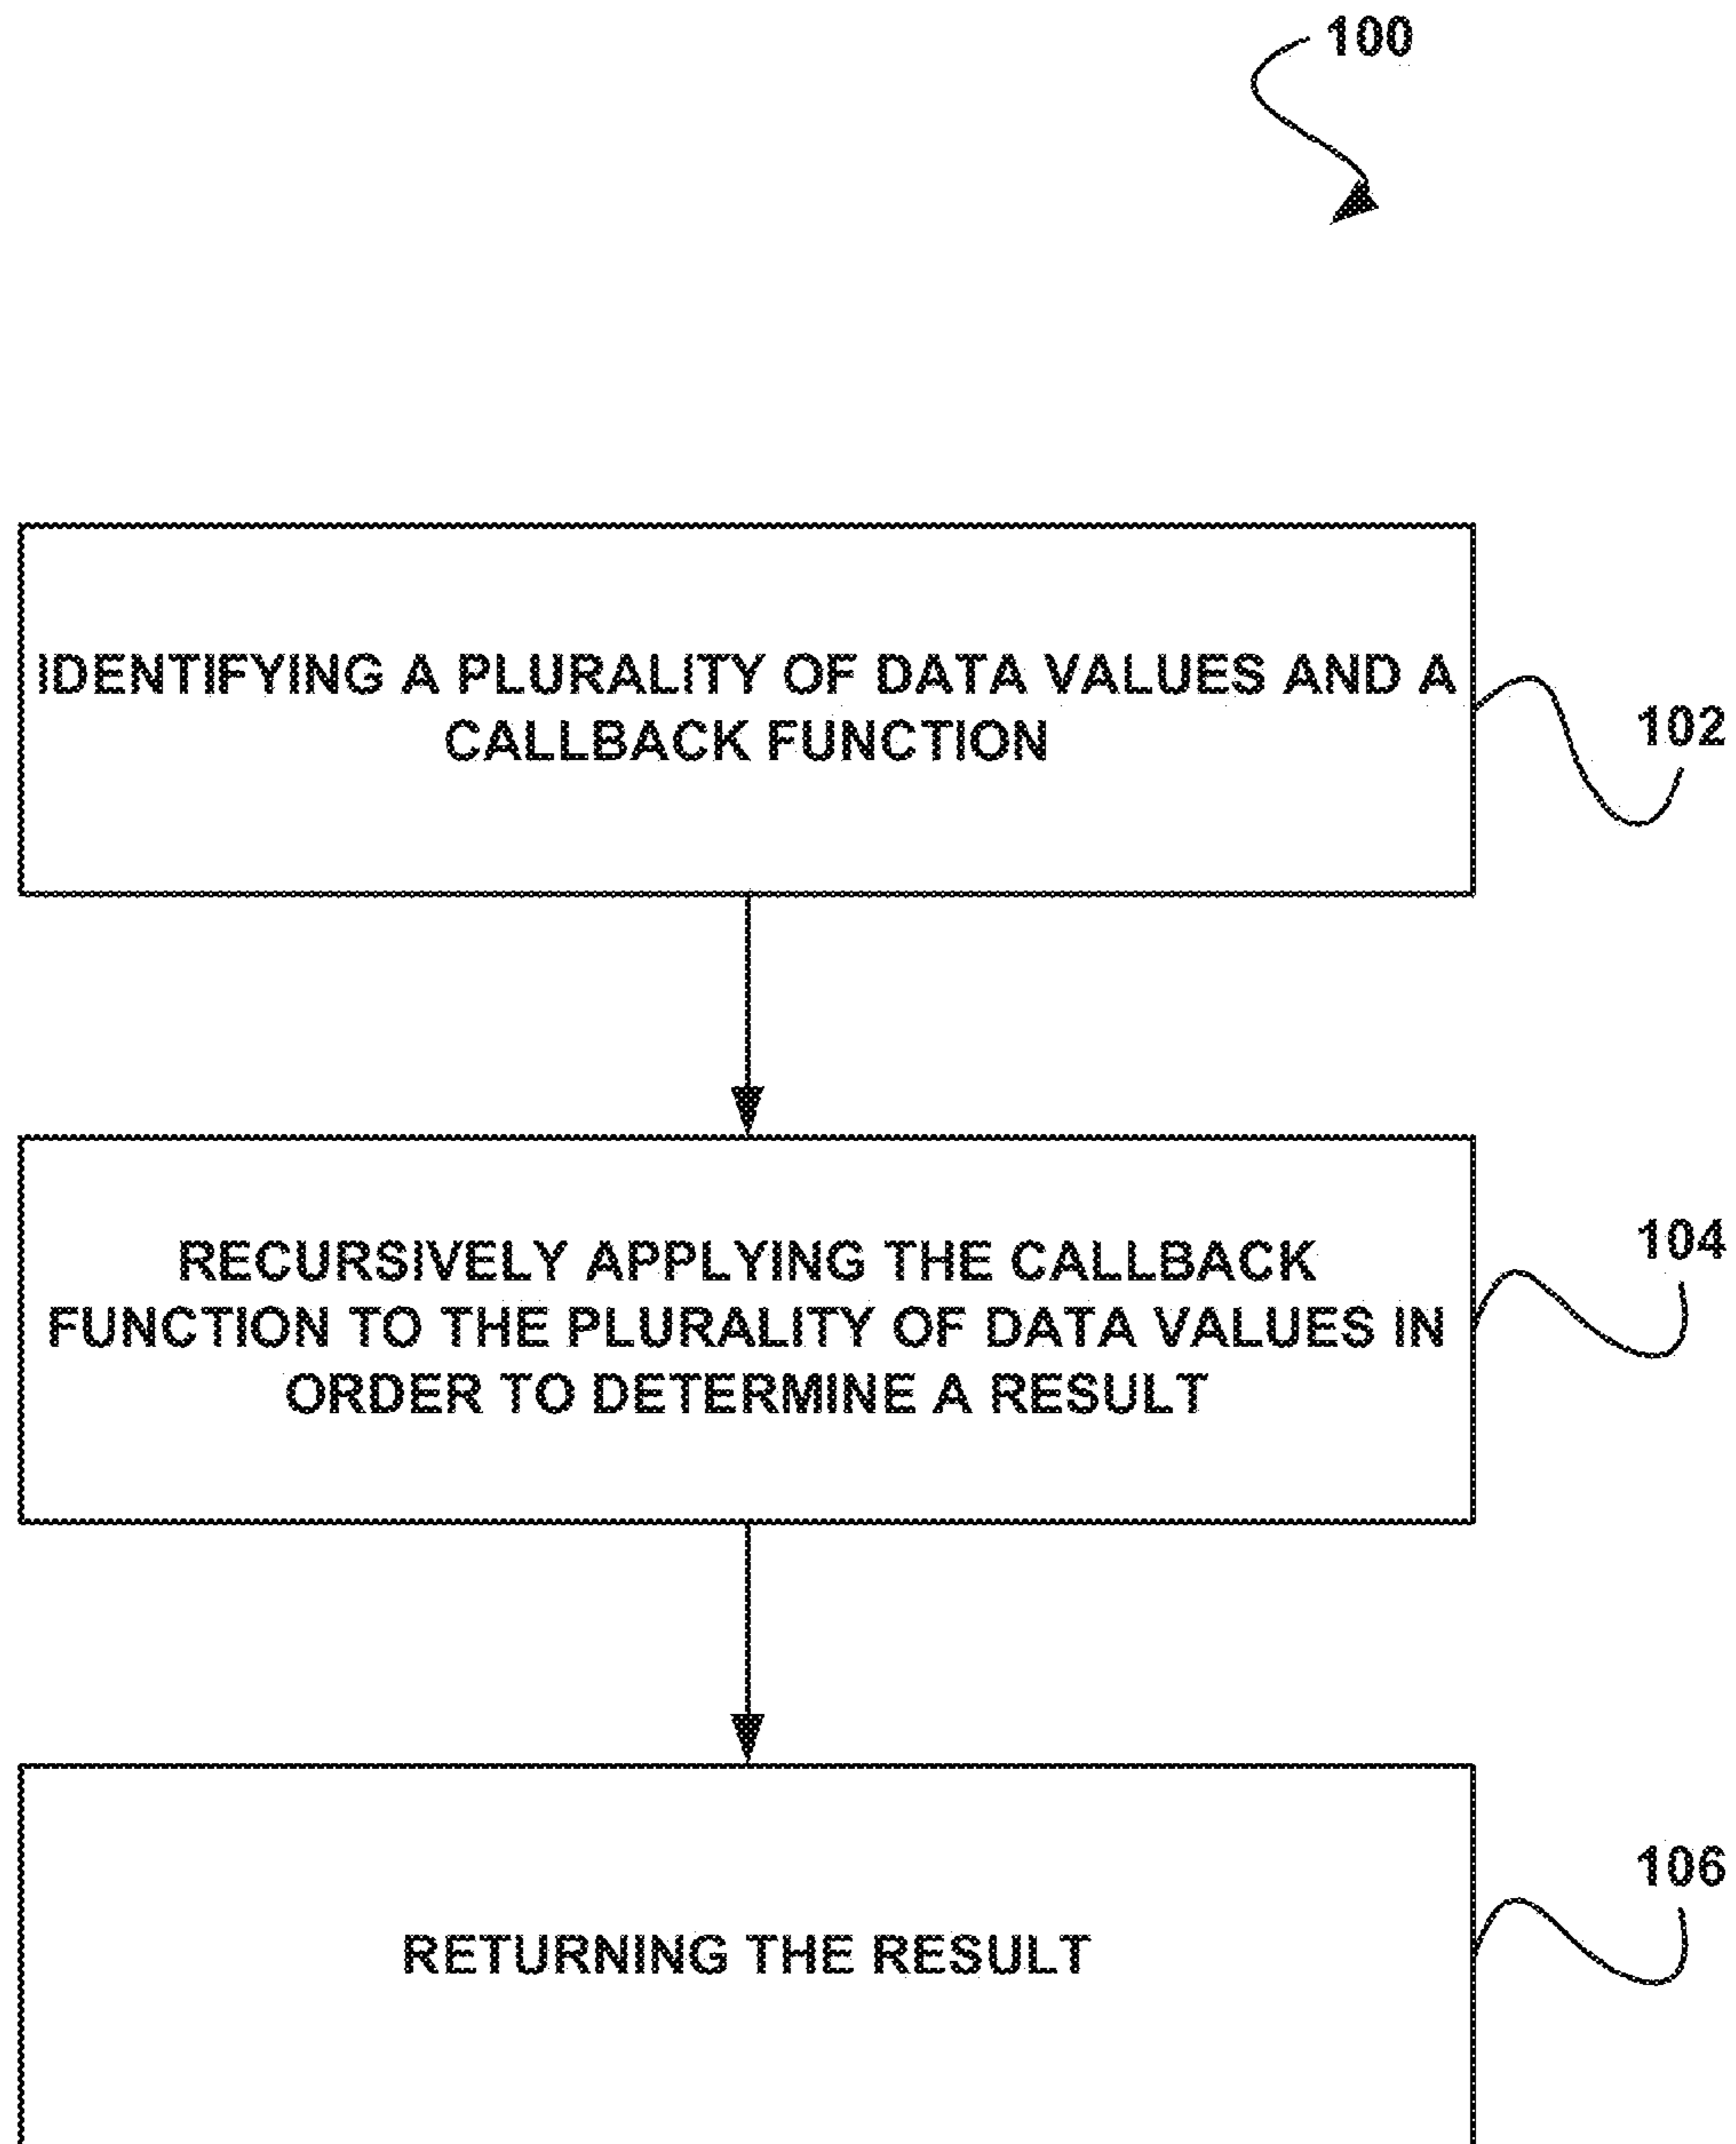 100
IDENTIFYING A PLURALITY OF DATA VALUES AND A
CALLBACK FUNCTION
102
RECURSIVELY APPLYING THE CALLBACK
FUNCTION TO THE PLURALITY OF DATA VALUES IN
ORDER TO DETERMINE A RESULT
104
RETURNING THE RESULT
106